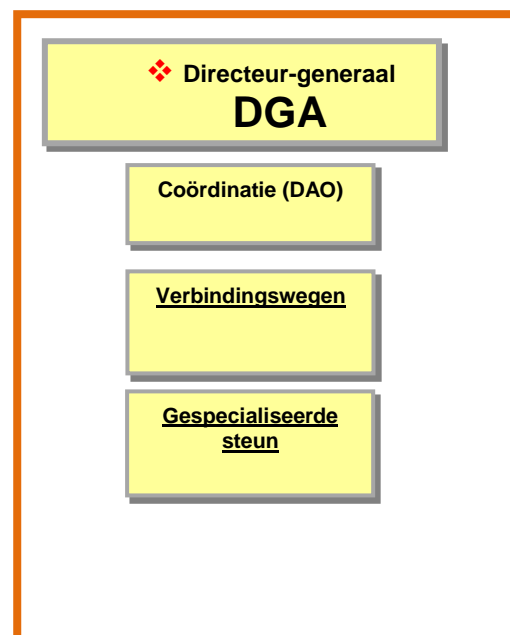 ❖ Directeur-generaal
DGA
Coördinatie (DAO)
Verbindingswegen
Gespecialiseerde
steun